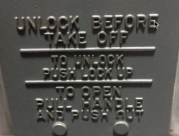 UNLOCK BEFORE
TAKE OFF
TO UNLOCK
PUSH LOCK UP
TO OPEN
PULL HANDLE
AND PUSH OUT